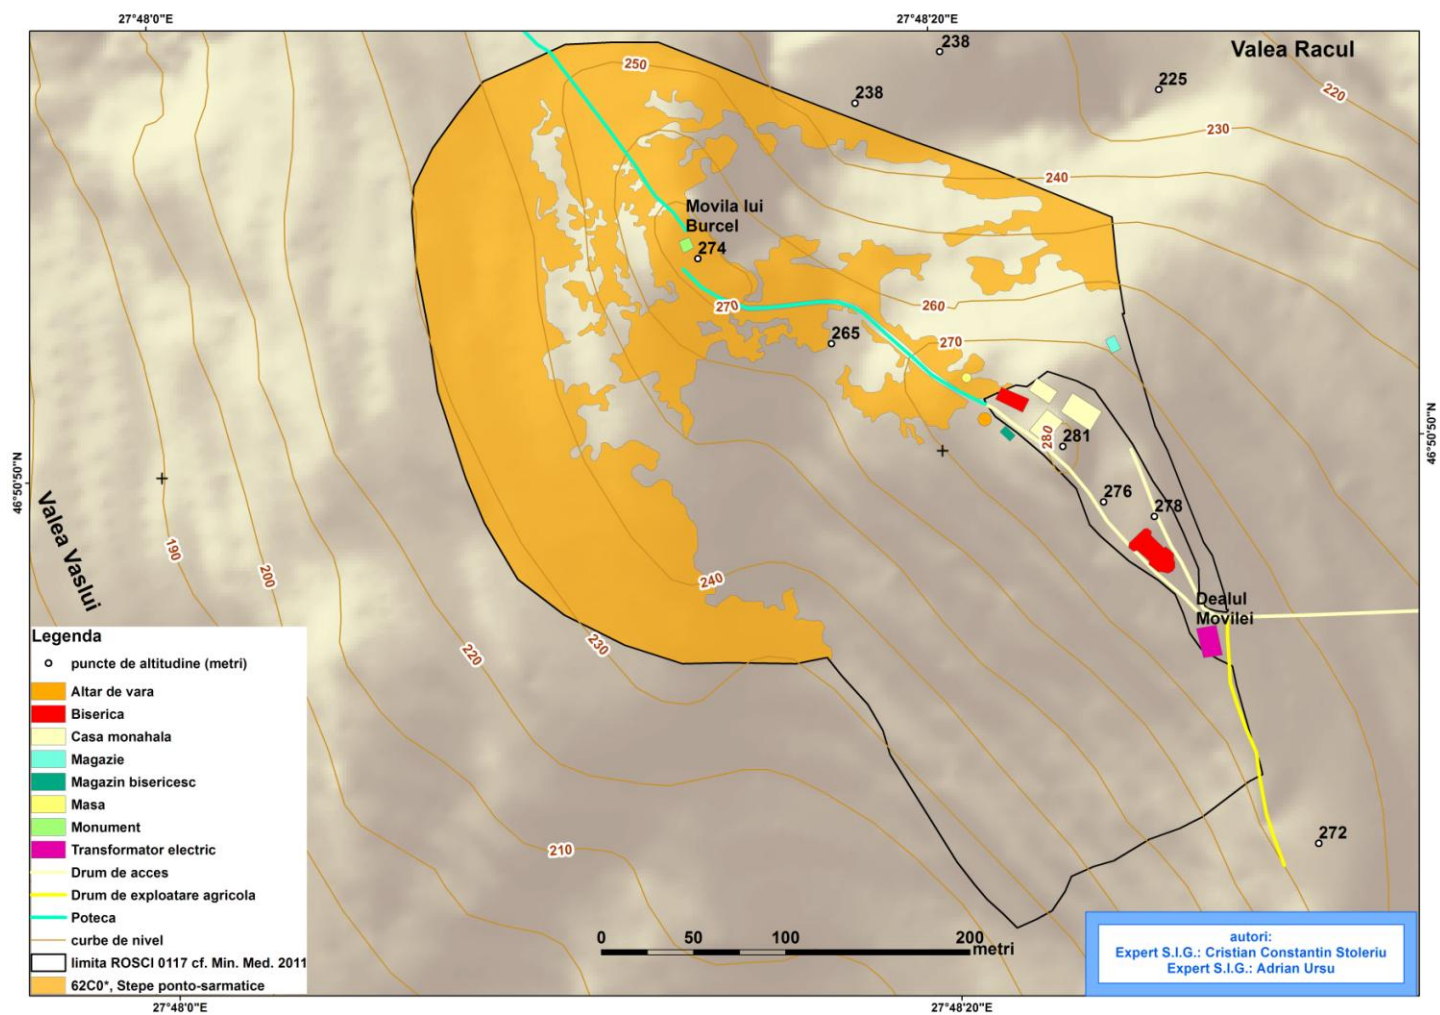 27°48'0"E
27°48'20"E
238
Valea Racul
225
238
220
250
230
240
Movila lui
Burcel
274
270
260
265
270
46°50'50"N
280
281
46°50'50"N
276
278
Valea Vaslui
190
200
240
Dealul
Movilei
230
220
210
272
Legenda
puncte de altitudine (metri)
Altar de vara
Biserica
Casa monahala
Magazie
Magazin bisericesc
Masa
Monument
Transformator electric
Drum de acces
Drum de exploatare agricola
Poteca
curbe de nivel
limita ROSCI 0117 cf. Min. Med. 2011
62C0*, Stepe ponto-sarmatice
0 50 100 200
metri
autori:
Expert S.I.G.: Cristian Constantin Stoleriu
Expert S.I.G.: Adrian Ursu
27°48'0"E
27°48'20"E